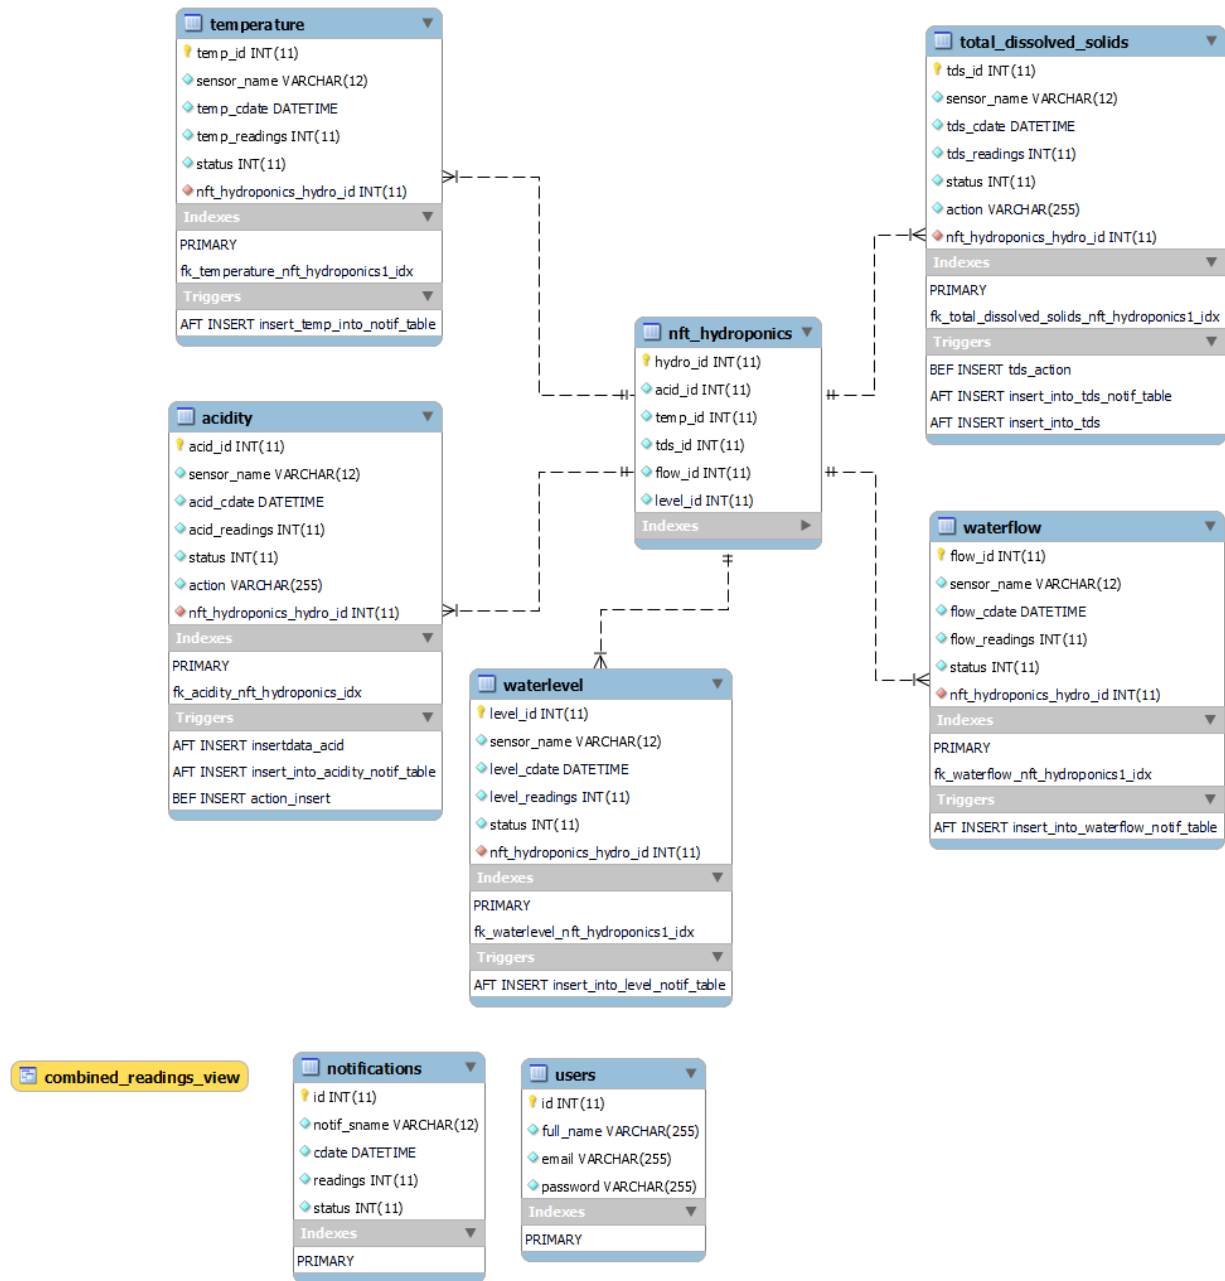 temperature
temp_id INT(11)
sensor_name VARCHAR(12)
temp_cdate DATETIME
temp_readings INT(11)
status INT(11)
nft_hydroponics_hydro_id INT(11)
Indexes
PRIMARY
fk_temperature_nft_hydroponics1_idx
Triggers
AFT INSERT insert_temp_into_notif_table
total_dissolved_solids
tds_id INT(11)
sensor_name VARCHAR(12)
tds_cdate DATETIME
tds_readings INT(11)
status INT(11)
action VARCHAR(255)
nft_hydroponics_hydro_id INT(11)
Indexes
PRIMARY
fk_total_dissolved_solids_nft_hydroponics1_idx
Triggers
BEF INSERT tds_action
AFT INSERT insert_into_tds_notif_table
AFT INSERT insert_into_tds
nft_hydroponics
hydro_id INT(11)
acid_id INT(11)
temp_id INT(11)
tds_id INT(11)
flow_id INT(11)
level_id INT(11)
Indexes
acidity
acid_id INT(11)
sensor_name VARCHAR(12)
acid_cdate DATETIME
acid_readings INT(11)
status INT(11)
action VARCHAR(255)
nft_hydroponics_hydro_id INT(11)
Indexes
PRIMARY
fk_acidity_nft_hydroponics_idx
Triggers
AFT INSERT insertdata_acid
AFT INSERT insert_into_acidity_notif_table
BEF INSERT action_insert
waterflow
flow_id INT(11)
sensor_name VARCHAR(12)
flow_cdate DATETIME
flow_readings INT(11)
status INT(11)
nft_hydroponics_hydro_id INT(11)
Indexes
PRIMARY
fk_waterflow_nft_hydroponics1_idx
Triggers
AFT INSERT insert_into_waterflow_notif_table
waterlevel
level_id INT(11)
sensor_name VARCHAR(12)
level_cdate DATETIME
level_readings INT(11)
status INT(11)
nft_hydroponics_hydro_id INT(11)
Indexes
PRIMARY
fk_waterlevel_nft_hydroponics1_idx
Triggers
AFT INSERT insert_into_level_notif_table
combined_readings_view
notifications
id INT(11)
notif_sname VARCHAR(12)
cdate DATETIME
readings INT(11)
status INT(11)
Indexes
PRIMARY
users
id INT(11)
full_name VARCHAR(255)
email VARCHAR(255)
password VARCHAR(255)
Indexes
PRIMARY